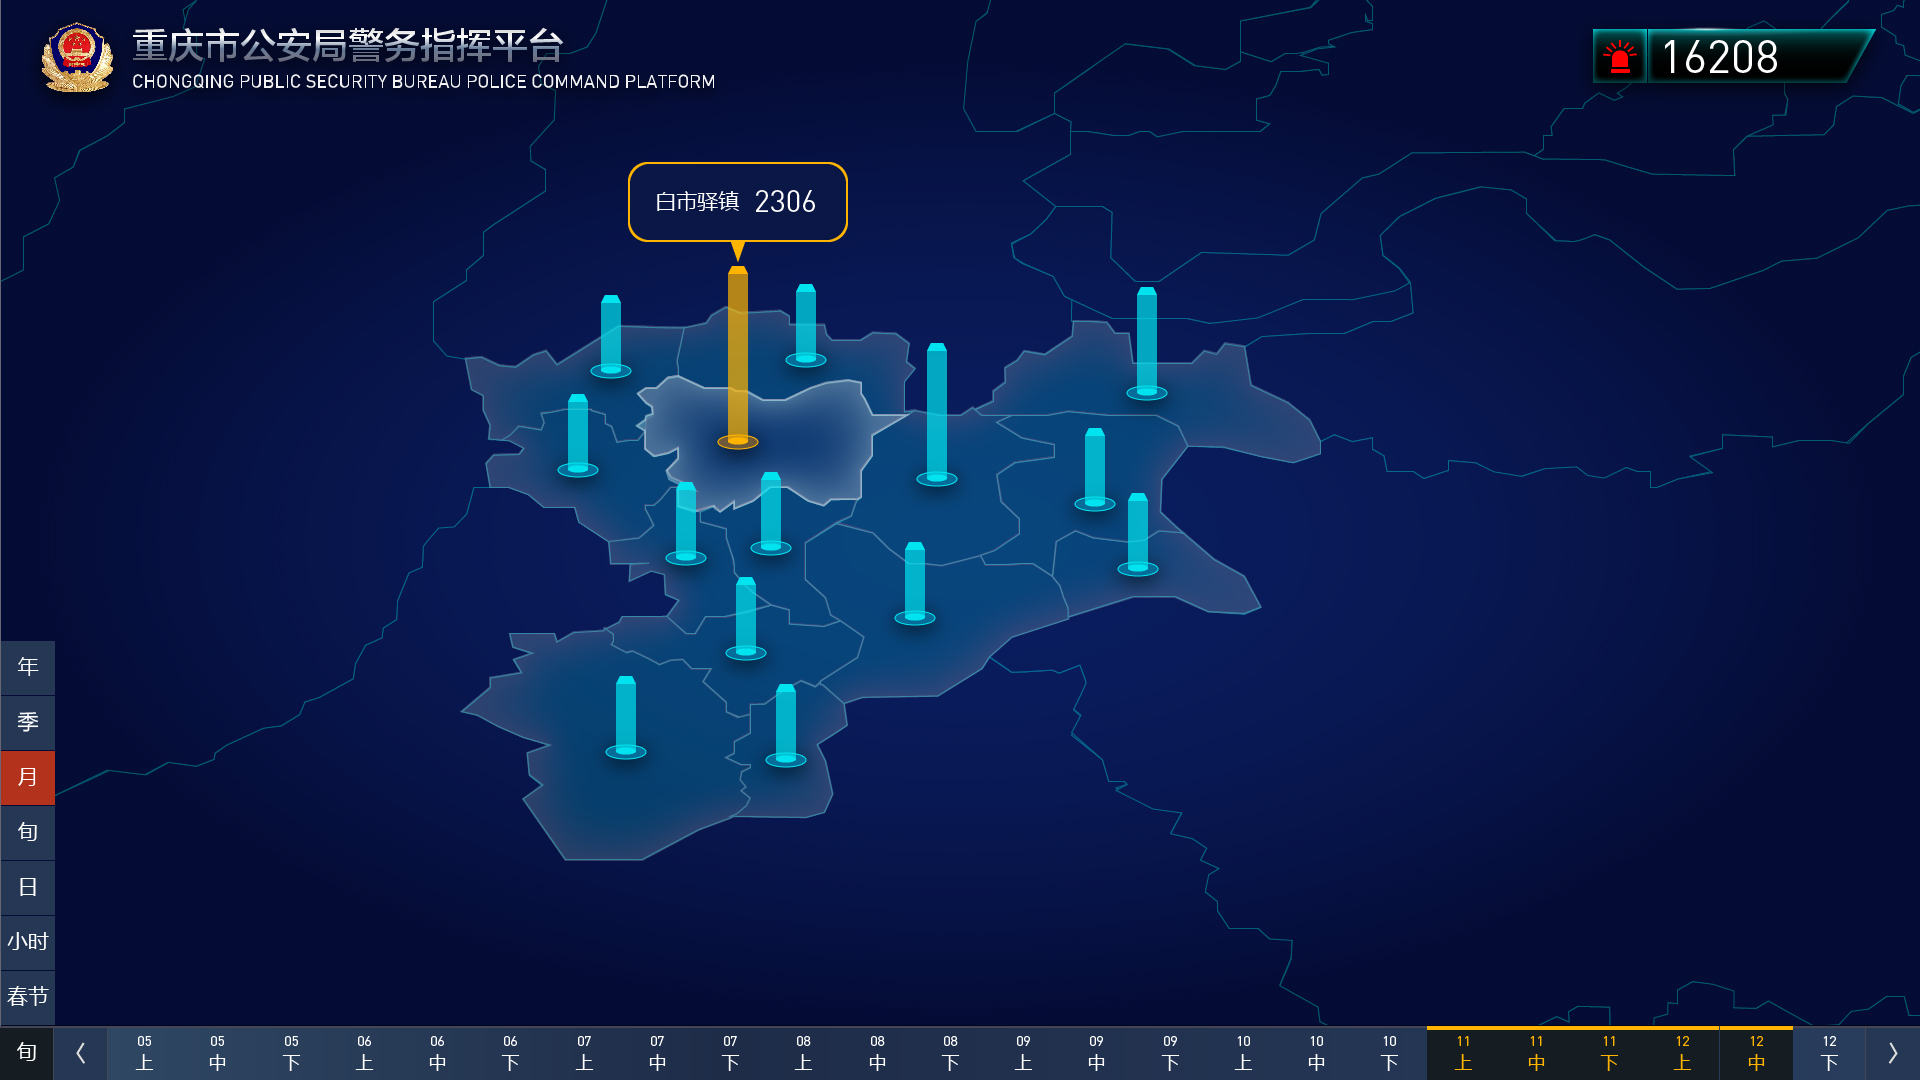 重庆市公安局警务指挥平台
CHONGQING PUBLIC SECURITY BUREAU POLICE COMMAND PLATFORM
16208
白市驿镇 2306
年
季
月
旬
日
小时
春节
旬
05 05 05 06 06 06 07 07 07 08 08 08 09 09 09 10 10 10 11 11 11 12 12 12
上 中 下 上 中 下 上 中 下 上 中 下 上 中 下 上 中 下 上 中 下 上 中 下